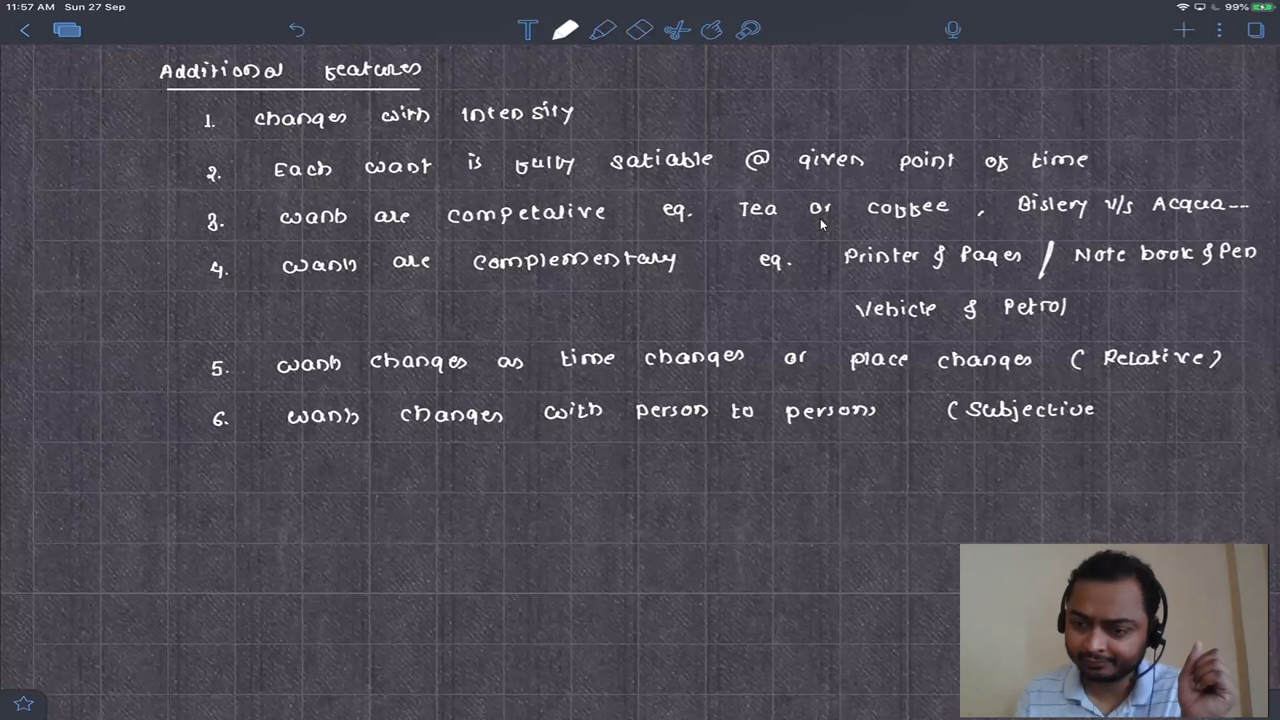 11:57 AM Sun 27 Sep
99%
T
Additional features
1. changes with Intensity
2. Each want is fully satiable @ given point of time
3. wants are competative eg. Tea or coffee , Bislery v/s Acqua...
4. wants are complementary eg. Printer & Pages / Note book & Pen
Vehicle & Petrol
5. wants changes as time changes or place changes (Relative)
6. wants changes with person to persons (Subjective